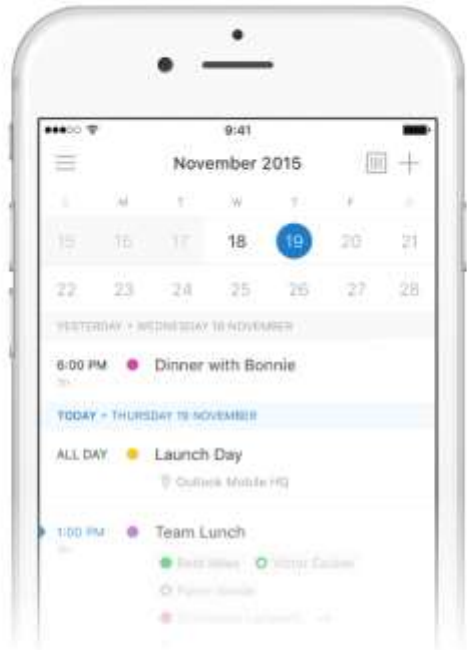 9:41
November 2015
M T W T F
15 16 17 18 19 20 21
22 23 24 25 26 27 28
YESTERDAY • WEDNESDAY 18 NOVEMBER
6:00 PM Dinner with Bonnie
TODAY • THURSDAY 19 NOVEMBER
ALL DAY Launch Day
Outlook Mobile HQ
1:00 PM Team Lunch